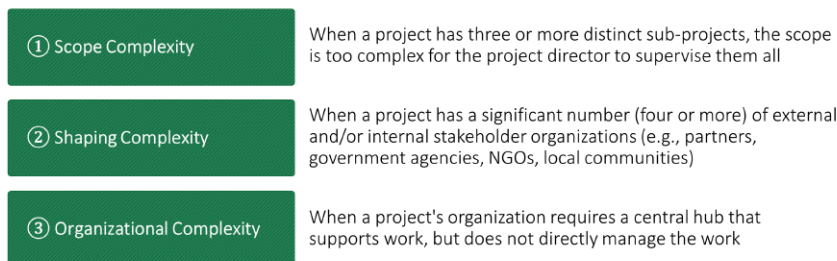 ① Scope Complexity
When a project has three or more distinct sub-projects, the scope
is too complex for the project director to supervise them all
② Shaping Complexity
When a project has a significant number (four or more) of external
and/or internal stakeholder organizations (e.g., partners,
government agencies, NGOs, local communities)
③ Organizational Complexity
When a project's organization requires a central hub that
supports work, but does not directly manage the work